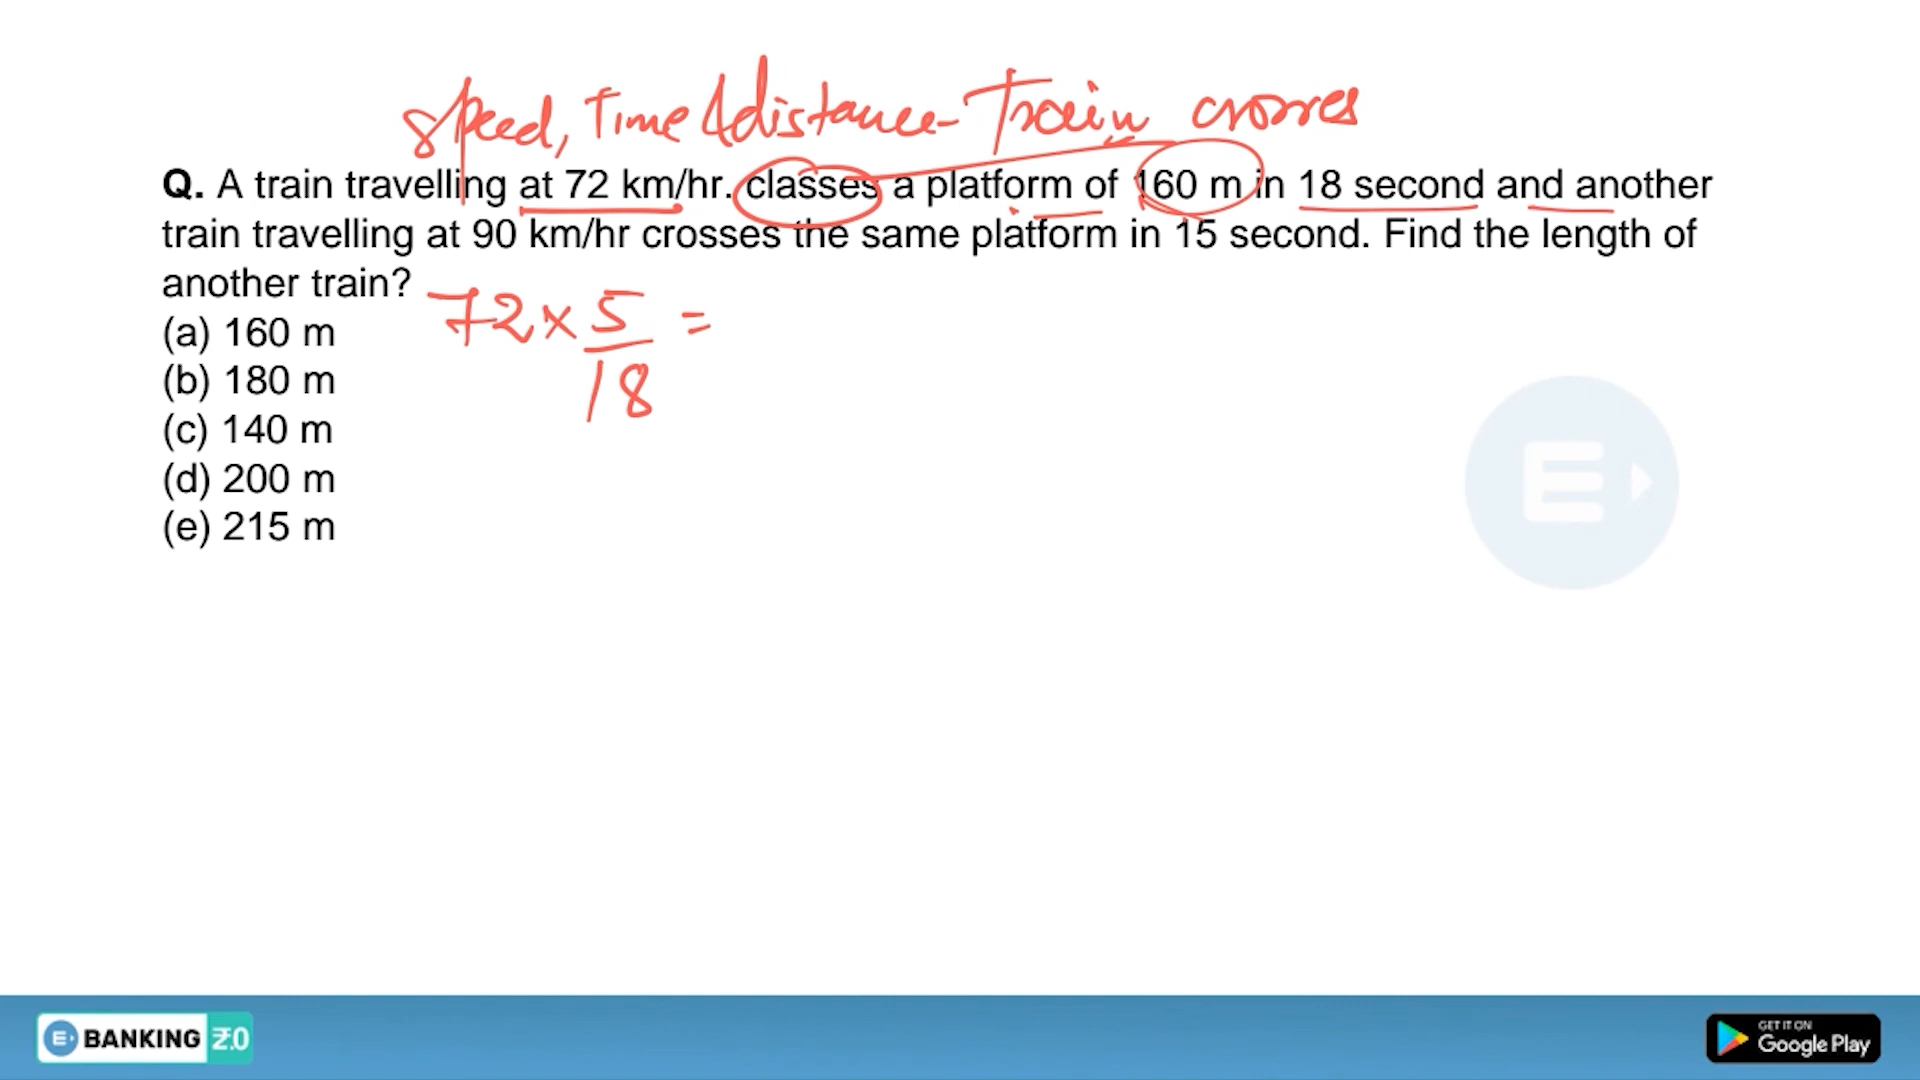 Speed, Time & distance - Train crosses
Q. A train travelling at 72 km/hr. classes a platform of 160 m in 18 second and another
train travelling at 90 km/hr crosses the same platform in 15 second. Find the length of
another train?
72 × 5/18 =
(a) 160 m
(b) 180 m
(c) 140 m
(d) 200 m
(e) 215 m
E
E BANKING 2.0
GET IT ON
Google Play